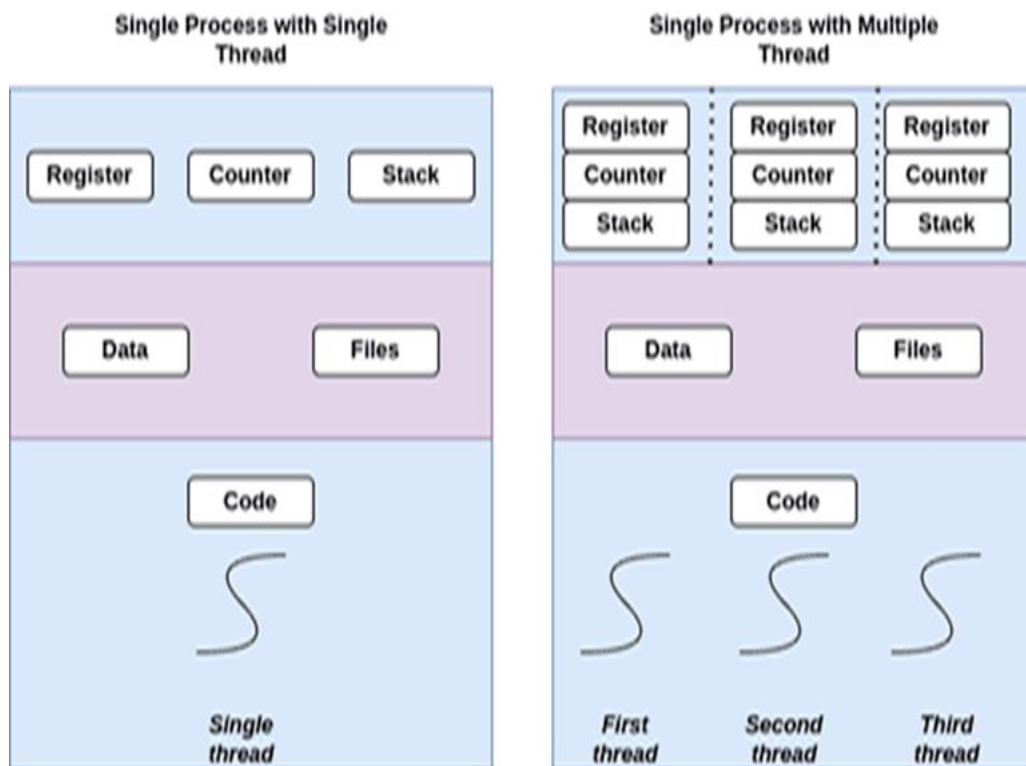 Single Process with Single
Thread
Register
Counter
Stack
Data
Files
Code
Single
thread
Single Process with Multiple
Thread
Register
Counter
Stack
Register
Counter
Stack
Register
Counter
Stack
Data
Files
Code
First
thread
Second
thread
Third
thread